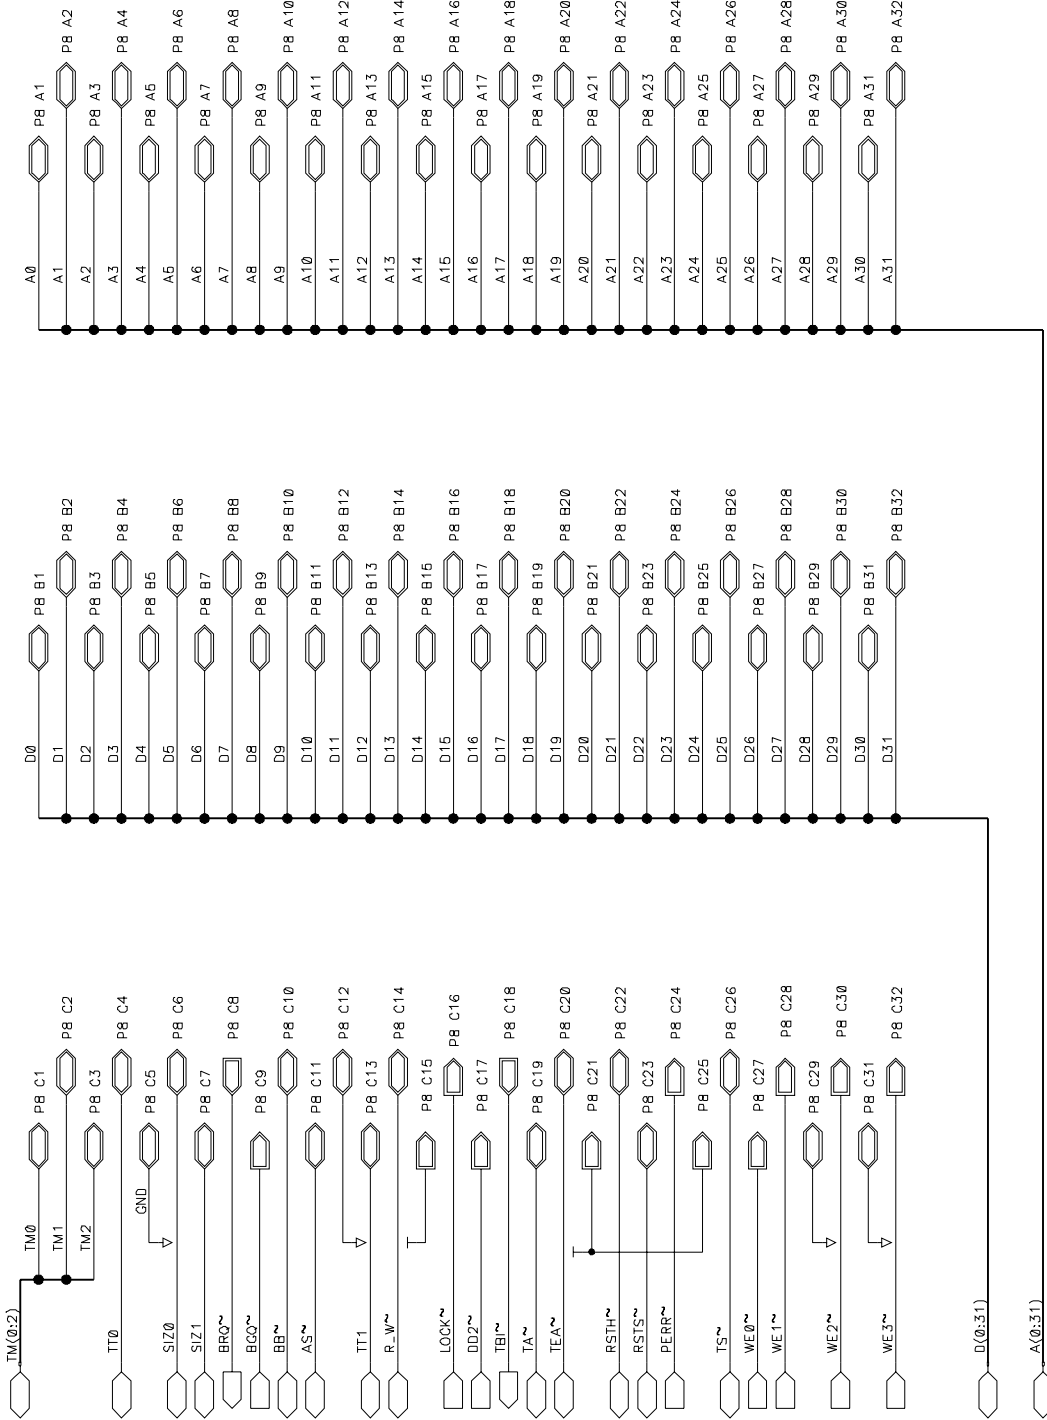 A0 P8 A1
A1 P8 A2
A2 P8 A3
A3 P8 A4
A4 P8 A5
A5 P8 A6
A6 P8 A7
A7 P8 A8
A8 P8 A9
A9 P8 A10
A10 P8 A11
A11 P8 A12
A12 P8 A13
A13 P8 A14
A14 P8 A15
A15 P8 A16
A16 P8 A17
A17 P8 A18
A18 P8 A19
A19 P8 A20
A20 P8 A21
A21 P8 A22
A22 P8 A23
A23 P8 A24
A24 P8 A25
A25 P8 A26
A26 P8 A27
A27 P8 A28
A28 P8 A29
A29 P8 A30
A30 P8 A31
A31 P8 A32
D0 P8 B1
D1 P8 B2
D2 P8 B3
D3 P8 B4
D4 P8 B5
D5 P8 B6
D6 P8 B7
D7 P8 B8
D8 P8 B9
D9 P8 B10
D10 P8 B11
D11 P8 B12
D12 P8 B13
D13 P8 B14
D14 P8 B15
D15 P8 B16
D16 P8 B17
D17 P8 B18
D18 P8 B19
D19 P8 B20
D20 P8 B21
D21 P8 B22
D22 P8 B23
D23 P8 B24
D24 P8 B25
D25 P8 B26
D26 P8 B27
D27 P8 B28
D28 P8 B29
D29 P8 B30
D30 P8 B31
D31 P8 B32
TM(0:2)
TM0 P8 C1
TM1 P8 C2
TM2 P8 C3
TT0 P8 C4
GND P8 C5
SIZ0 P8 C6
SIZ1 P8 C7
BRQ~ P8 C8
BGQ~ P8 C9
BB~ P8 C10
AS~ P8 C11
P8 C12
TT1 P8 C13
R_W~ P8 C14
P8 C15
LOCK~ P8 C16
DD2~ P8 C17
TBI~ P8 C18
TA~ P8 C19
TEA~ P8 C20
P8 C21
RSTH~ P8 C22
RSTS~ P8 C23
PERR~ P8 C24
P8 C25
TS~ P8 C26
WE0~ P8 C27
WE1~ P8 C28
P8 C29
WE2~ P8 C30
P8 C31
WE3~ P8 C32
D(0:31)
A(0:31)